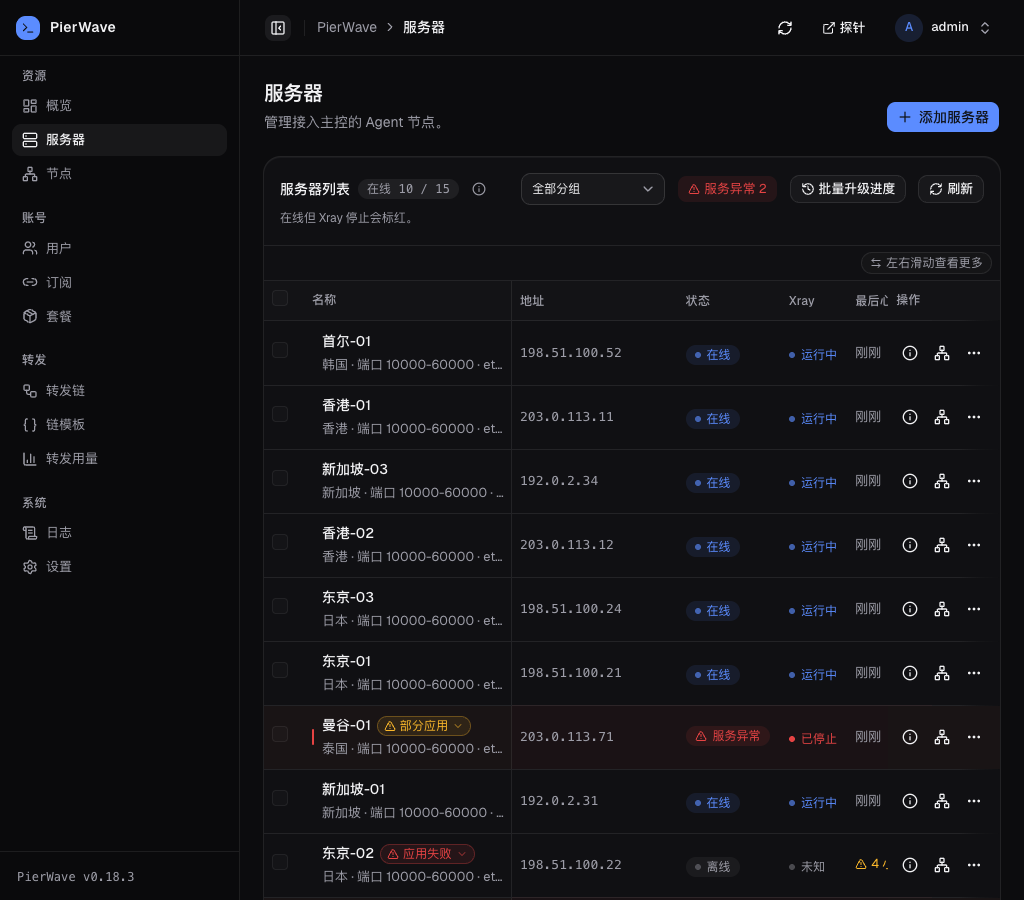 PierWave
资源
概览
服务器
节点
账号
用户
订阅
套餐
转发
转发链
链模板
转发用量
系统
日志
设置
PierWave v0.18.3
PierWave > 服务器
探针
A admin
服务器
管理接入主控的 Agent 节点。
添加服务器
服务器列表 在线 10 / 15
全部分组
服务异常 2
批量升级进度
刷新
在线但 Xray 停止会标红。
左右滑动查看更多
名称 地址 状态 Xray 最后心 操作
首尔-01
韩国 · 端口 10000-60000 · et…
198.51.100.52 在线 运行中 刚刚
香港-01
香港 · 端口 10000-60000 · et…
203.0.113.11 在线 运行中 刚刚
新加坡-03
新加坡 · 端口 10000-60000 · …
192.0.2.34 在线 运行中 刚刚
香港-02
香港 · 端口 10000-60000 · et…
203.0.113.12 在线 运行中 刚刚
东京-03
日本 · 端口 10000-60000 · et…
198.51.100.24 在线 运行中 刚刚
东京-01
日本 · 端口 10000-60000 · et…
198.51.100.21 在线 运行中 刚刚
曼谷-01 部分应用
泰国 · 端口 10000-60000 · et…
203.0.113.71 服务异常 已停止 刚刚
新加坡-01
新加坡 · 端口 10000-60000 · …
192.0.2.31 在线 运行中 刚刚
东京-02 应用失败
日本 · 端口 10000-60000 · et…
198.51.100.22 离线 未知 4